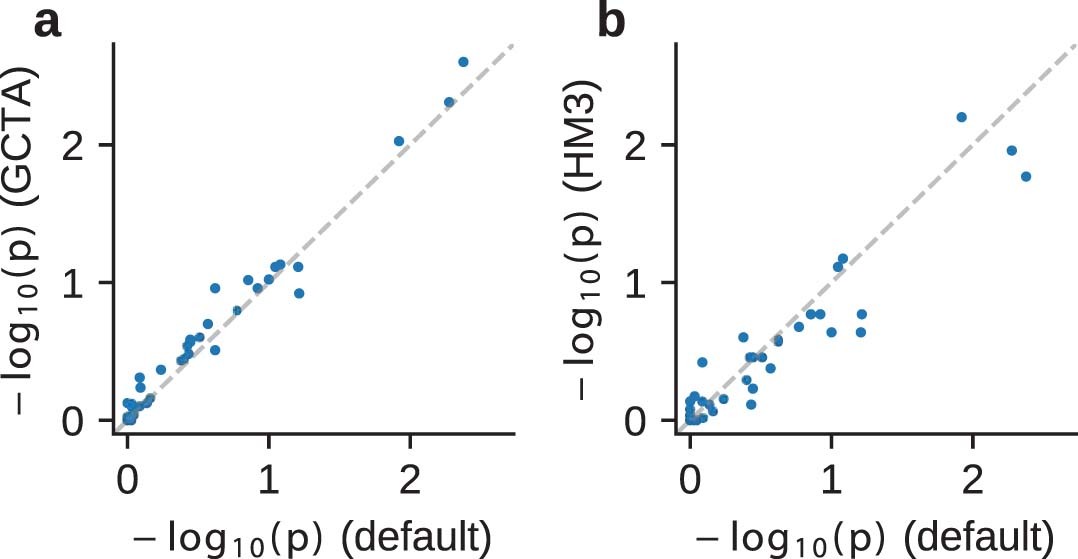 a
− log₁₀(p) (GCTA)
2
1
0
0 1 2
− log₁₀(p) (default)
b
− log₁₀(p) (HM3)
2
1
0
0 1 2
− log₁₀(p) (default)